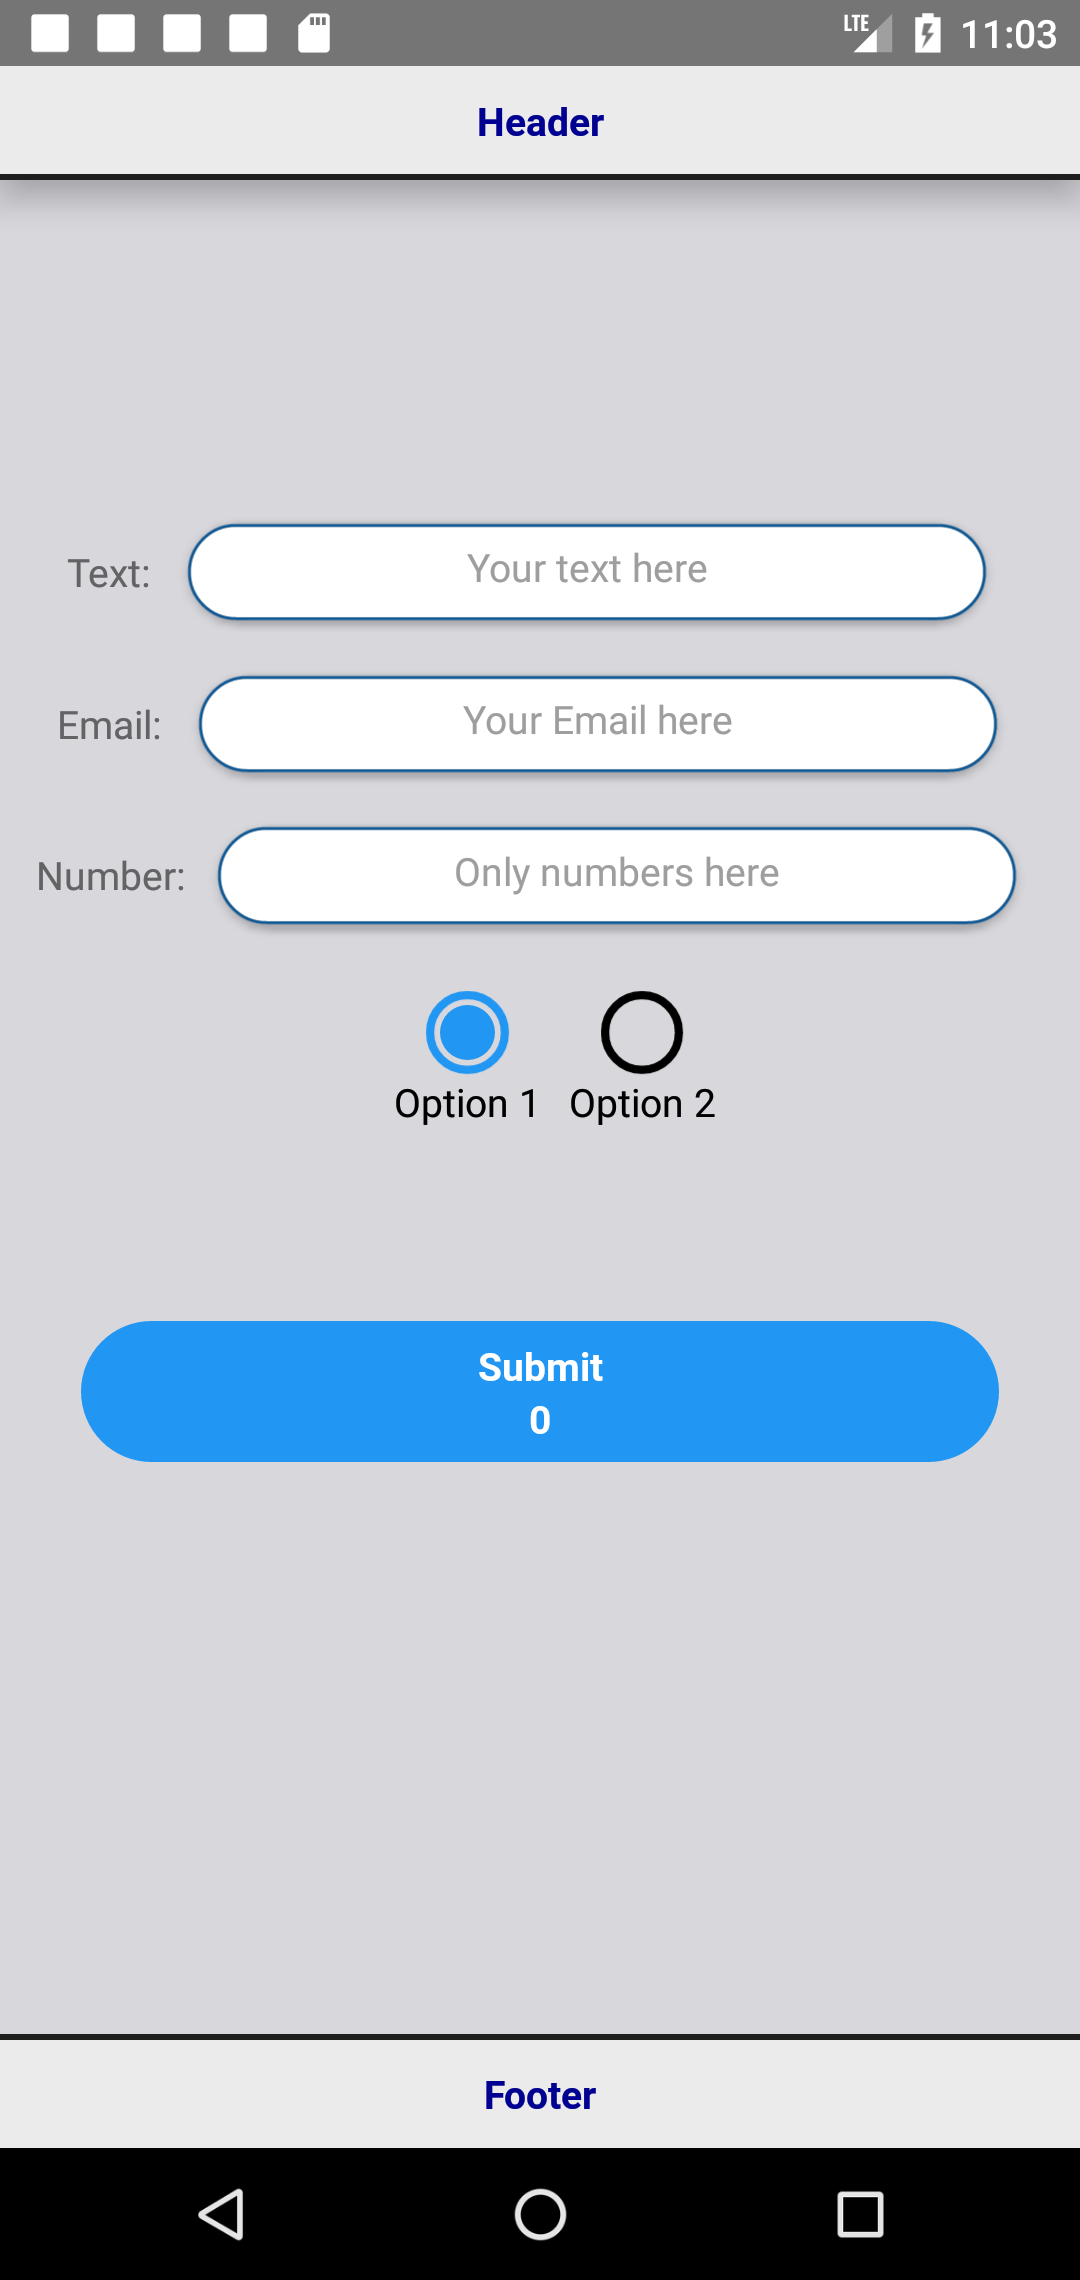 LTE 11:03
Header
Text: Your text here
Email: Your Email here
Number: Only numbers here
Option 1 Option 2
Submit
0
Footer